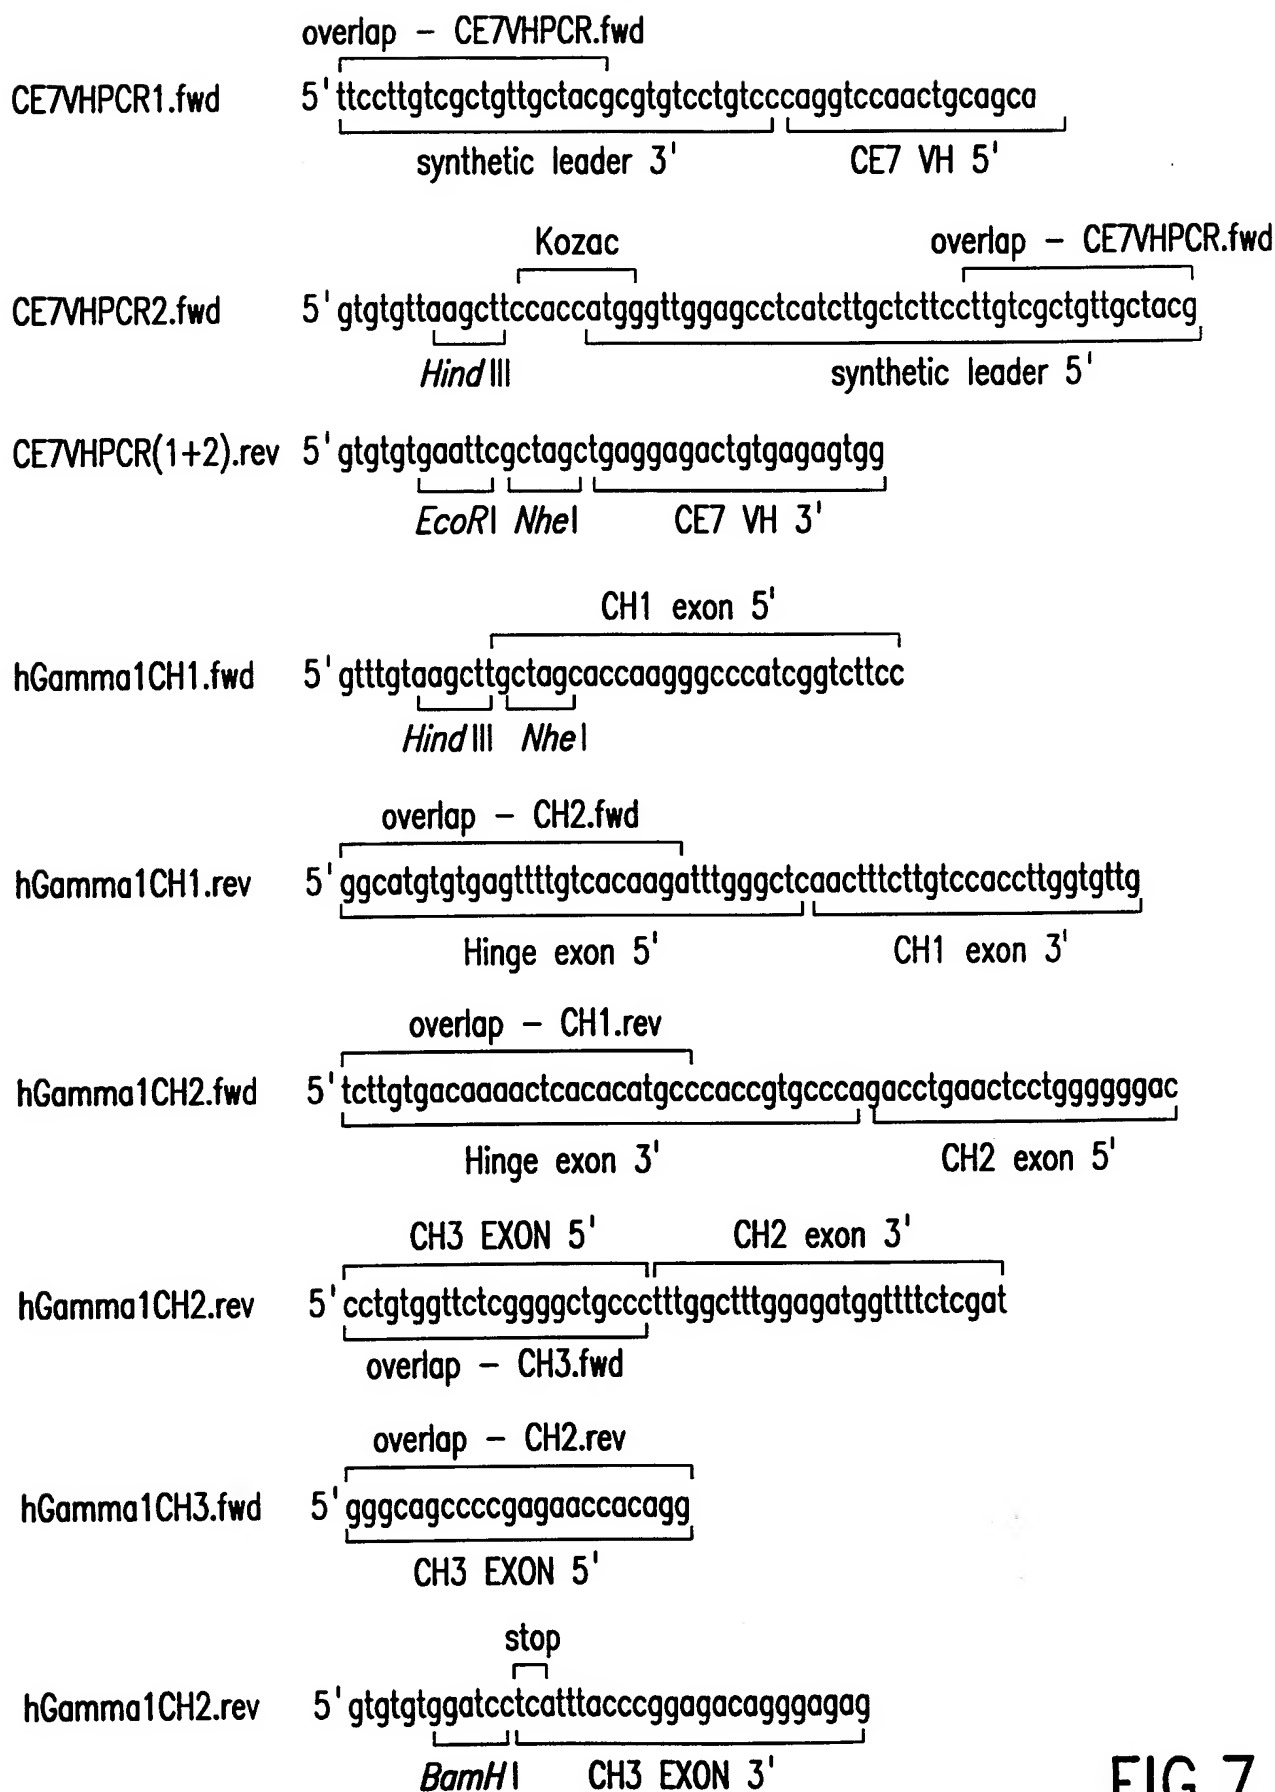 overlap – CE7VHPCR.fwd
CE7VHPCR1.fwd 5'ttccttgtcgctgttgctacgcgtgtcctgtcccaggtccaactgcagca
synthetic leader 3' CE7 VH 5'
Kozac overlap – CE7VHPCR.fwd
CE7VHPCR2.fwd 5'gtgtgttaagcttccaccatgggttggagcctcatcttgctcttccttgtcgctgttgctacg
Hind III synthetic leader 5'
CE7VHPCR(1+2).rev 5'gtgtgtgaattcgctagctgaggagactgtgagagtgg
EcoRI NheI CE7 VH 3'
CH1 exon 5'
hGamma1CH1.fwd 5'gtttgtaagcttgctagcaccaagggcccatcggtcttcc
Hind III NheI
overlap – CH2.fwd
hGamma1CH1.rev 5'ggcatgtgtgagttttgtcacaagatttgggctcaactttcttgtccaccttggtgttg
Hinge exon 5' CH1 exon 3'
overlap – CH1.rev
hGamma1CH2.fwd 5'tcttgtgacaaaactcacacatgcccaccgtgcccagacctgaactcctggggggac
Hinge exon 3' CH2 exon 5'
CH3 EXON 5' CH2 exon 3'
hGamma1CH2.rev 5'cctgtggttctcggggctgccctttggctttggagatggttttctcgat
overlap – CH3.fwd
overlap – CH2.rev
hGamma1CH3.fwd 5'gggcagccccgagaaccacagg
CH3 EXON 5'
stop
hGamma1CH2.rev 5'gtgtgtggatcctcatttacccggagacagggagag
BamHI CH3 EXON 3'
FIG.7